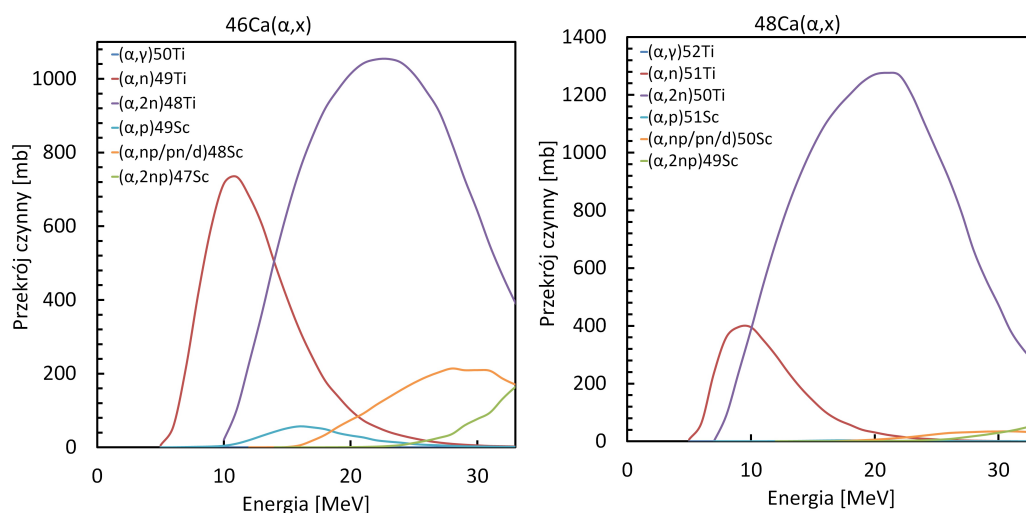 46Ca(α,x)
(α,γ)50Ti
(α,n)49Ti
(α,2n)48Ti
(α,p)49Sc
(α,np/pn/d)48Sc
(α,2np)47Sc
Przekrój czynny [mb]
1000
800
600
400
200
0
0 10 20 30
Energia [MeV]
48Ca(α,x)
(α,γ)52Ti
(α,n)51Ti
(α,2n)50Ti
(α,p)51Sc
(α,np/pn/d)50Sc
(α,2np)49Sc
Przekrój czynny [mb]
1400
1200
1000
800
600
400
200
0
0 10 20 30
Energia [MeV]